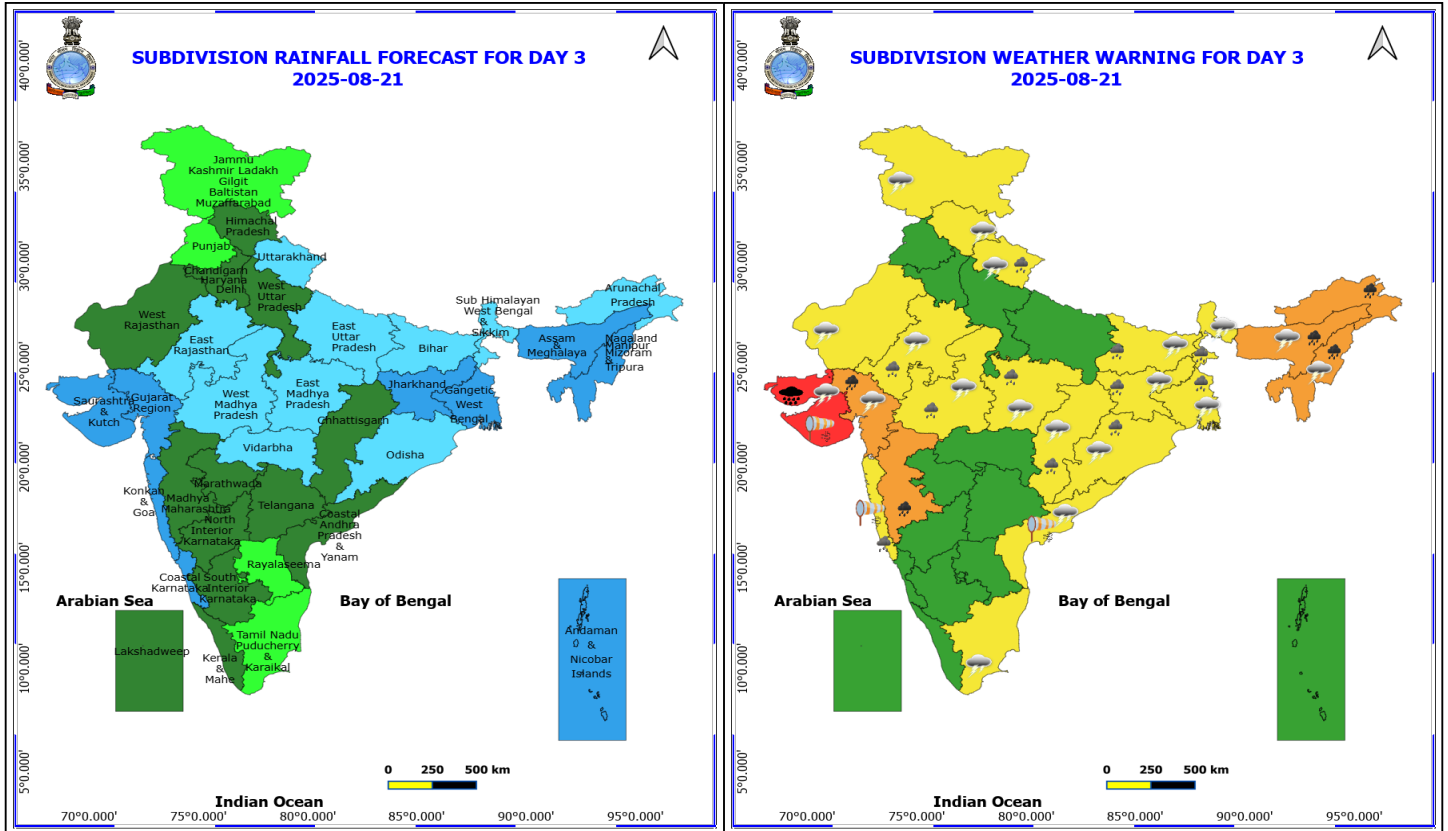 SUBDIVISION RAINFALL FORECAST FOR DAY 3
2025-08-21
40°0.000'
35°0.000'
30°0.000'
25°0.000'
20°0.000'
15°0.000'
10°0.000'
5°0.000'
Jammu
Kashmir Ladakh
Gilgit
Baltistan
Muzaffarabad
Himachal
Pradesh
Punjab
Uttarakhand
Chandigarh
Haryana
Delhi
West
Uttar
Pradesh
West
Rajasthan
East
Rajasthan
East
Uttar
Pradesh
Bihar
Sub Himalayan
West Bengal
&
Sikkim
Arunachal
Pradesh
Assam
&
Meghalaya
Nagaland
Manipur
Mizoram
&
Tripura
Saurashtra
&
Kutch
Gujarat
Region
West
Madhya
Pradesh
East
Madhya
Pradesh
Jharkhand
Gangetic
West
Bengal
Chhattisgarh
Vidarbha
Odisha
Konkan
&
Goa
Madhya
Maharashtra
Marathwada
Telangana
North
Interior
Karnataka
Coastal
Andhra
Pradesh
&
Yanam
Rayalaseema
Coastal
Karnataka
South
Interior
Karnataka
Arabian Sea
Bay of Bengal
Lakshadweep
Kerala
&
Mahe
Tamil Nadu
Puducherry
&
Karaikal
Andaman
&
Nicobar
Islands
0 250 500 km
Indian Ocean
70°0.000' 75°0.000' 80°0.000' 85°0.000' 90°0.000' 95°0.000'
SUBDIVISION WEATHER WARNING FOR DAY 3
2025-08-21
40°0.000'
35°0.000'
30°0.000'
25°0.000'
20°0.000'
15°0.000'
10°0.000'
5°0.000'
Arabian Sea
Bay of Bengal
0 250 500 km
Indian Ocean
70°0.000' 75°0.000' 80°0.000' 85°0.000' 90°0.000' 95°0.000'